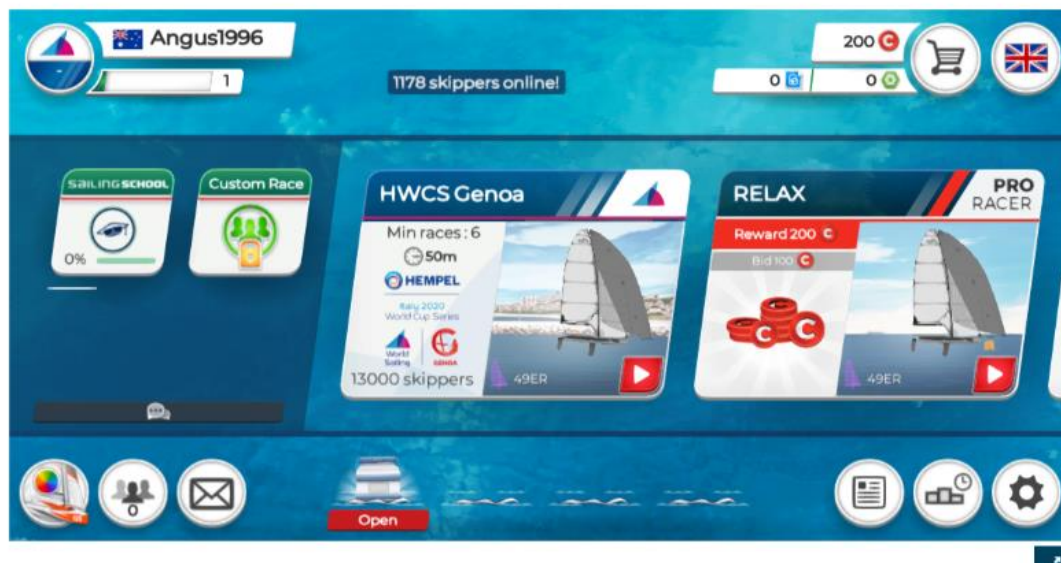 Angus1996
1
1178 skippers online!
200 C
0
0
SAILING SCHOOL
0%
Custom Race
HWCS Genoa
Min races : 6
50m
HEMPEL
Italy 2020
World Cup Series
World
Sailing
GENOA
13000 skippers
49ER
RELAX
PRO
RACER
Reward 200 C
Bid 100 C
C
C
49ER
0
Open